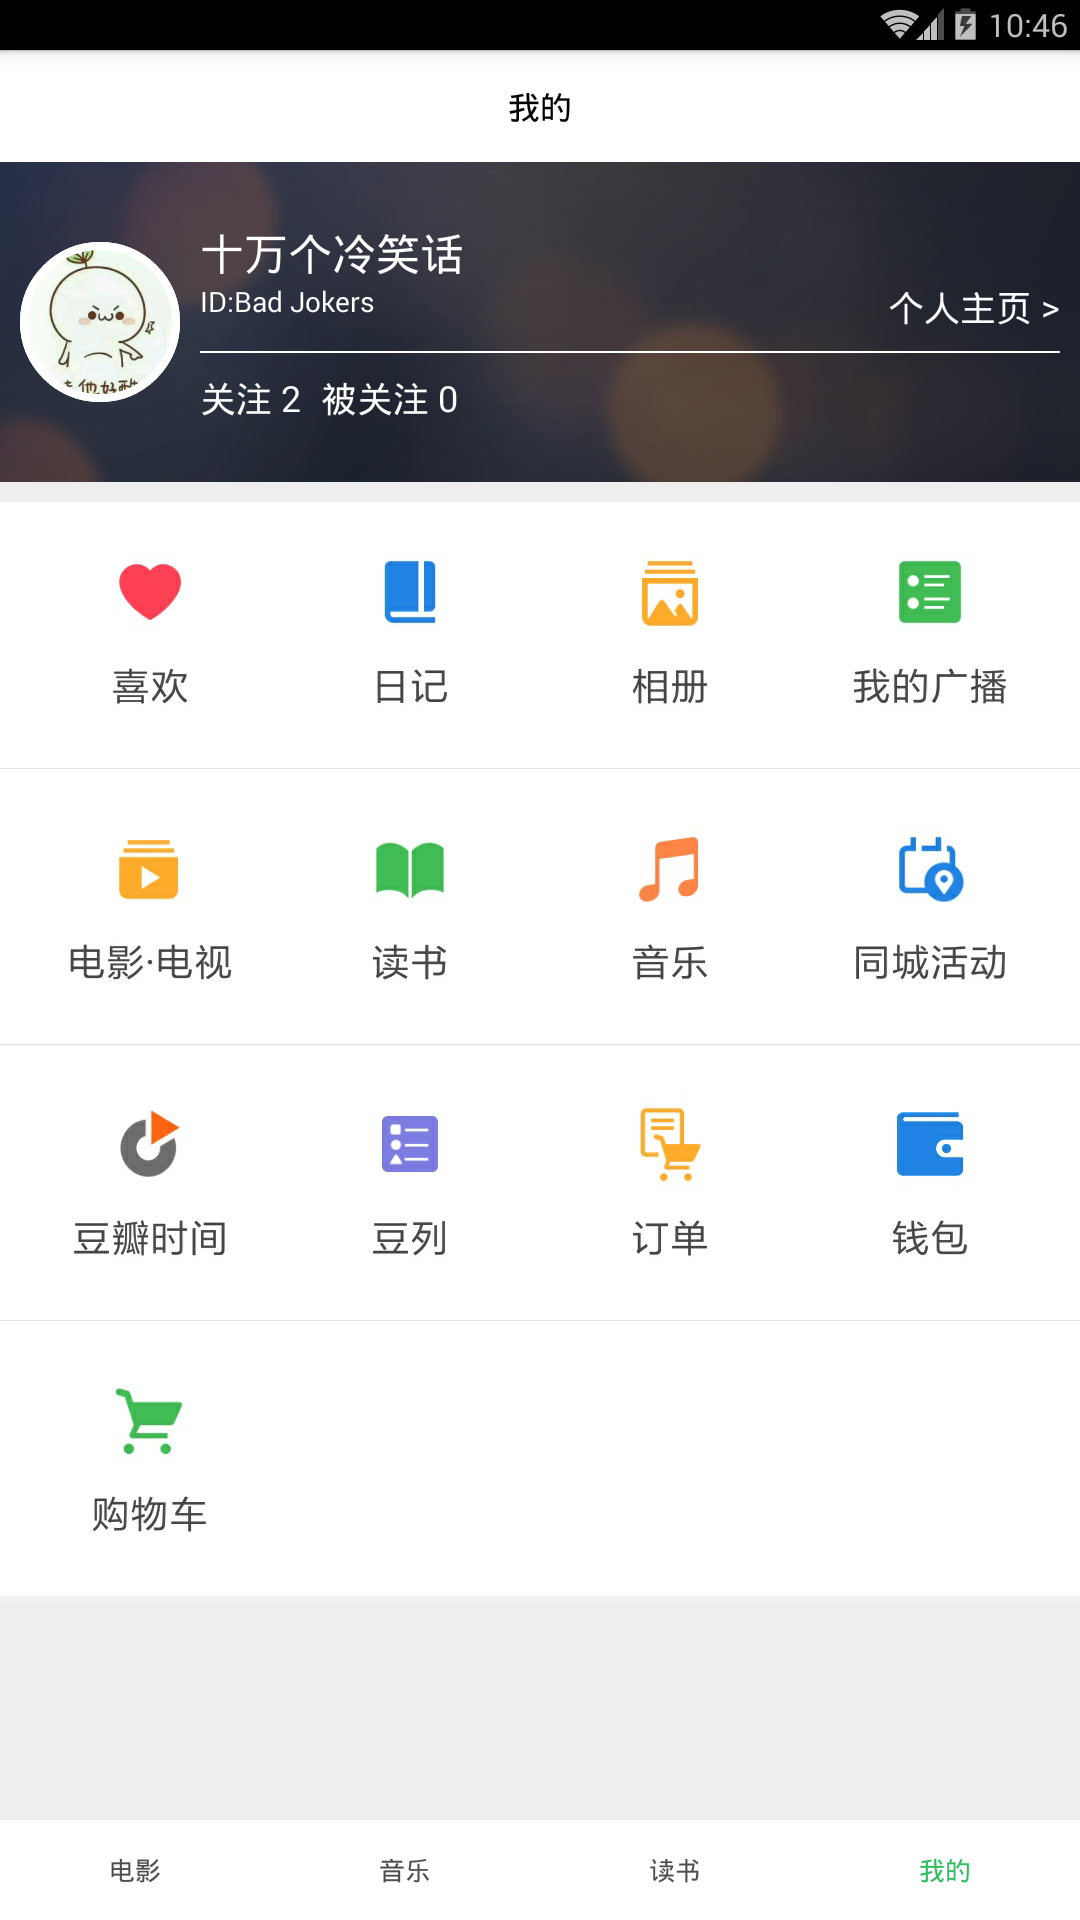 10:46
我的
十万个冷笑话
ID:Bad Jokers
个人主页 >
关注 2 被关注 0
喜欢 日记 相册 我的广播
电影·电视 读书 音乐 同城活动
豆瓣时间 豆列 订单 钱包
购物车
电影 音乐 读书 我的